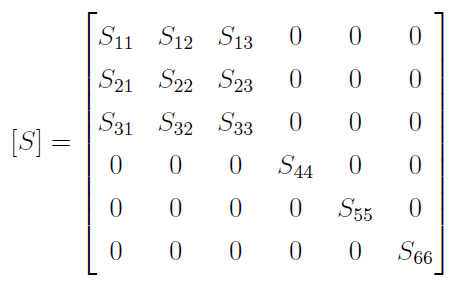 S₁₁ S₁₂ S₁₃ 0 0 0
S₂₁ S₂₂ S₂₃ 0 0 0
[S] = S₃₁ S₃₂ S₃₃ 0 0 0
0 0 0 S₄₄ 0 0
0 0 0 0 S₅₅ 0
0 0 0 0 0 S₆₆